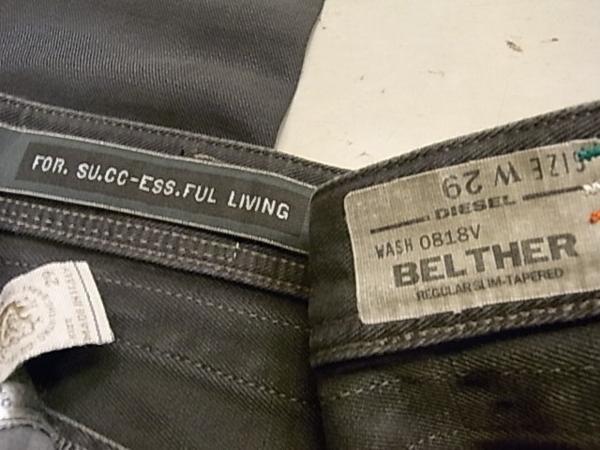 FOR. SU.CC-ESS.FUL LIVING
SIZE W 29
DIESEL
WASH 0818V
BELTHER
REGULAR SLIM-TAPERED